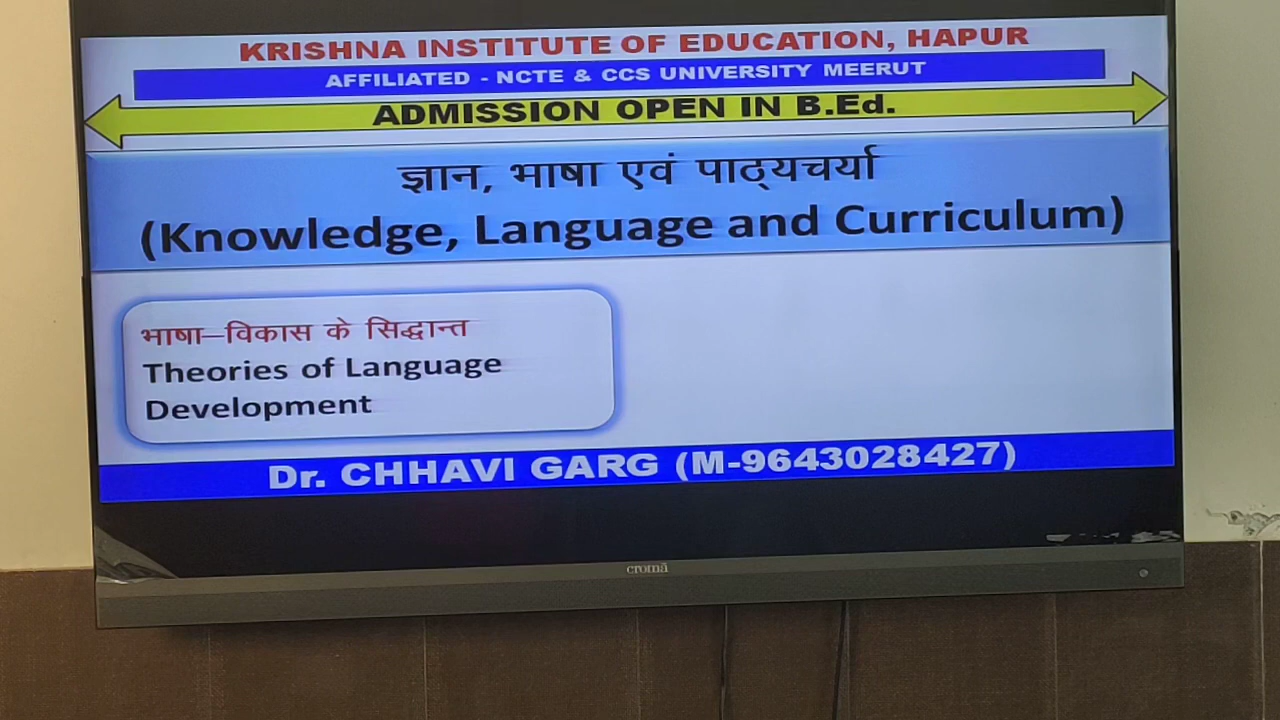 KRISHNA INSTITUTE OF EDUCATION, HAPUR
AFFILIATED - NCTE & CCS UNIVERSITY MEERUT
ADMISSION OPEN IN B.Ed.
ज्ञान, भाषा एवं पाठ्यचर्या
(Knowledge, Language and Curriculum)
भाषा–विकास के सिद्धान्त
Theories of Language
Development
Dr. CHHAVI GARG (M-9643028427)
cromā